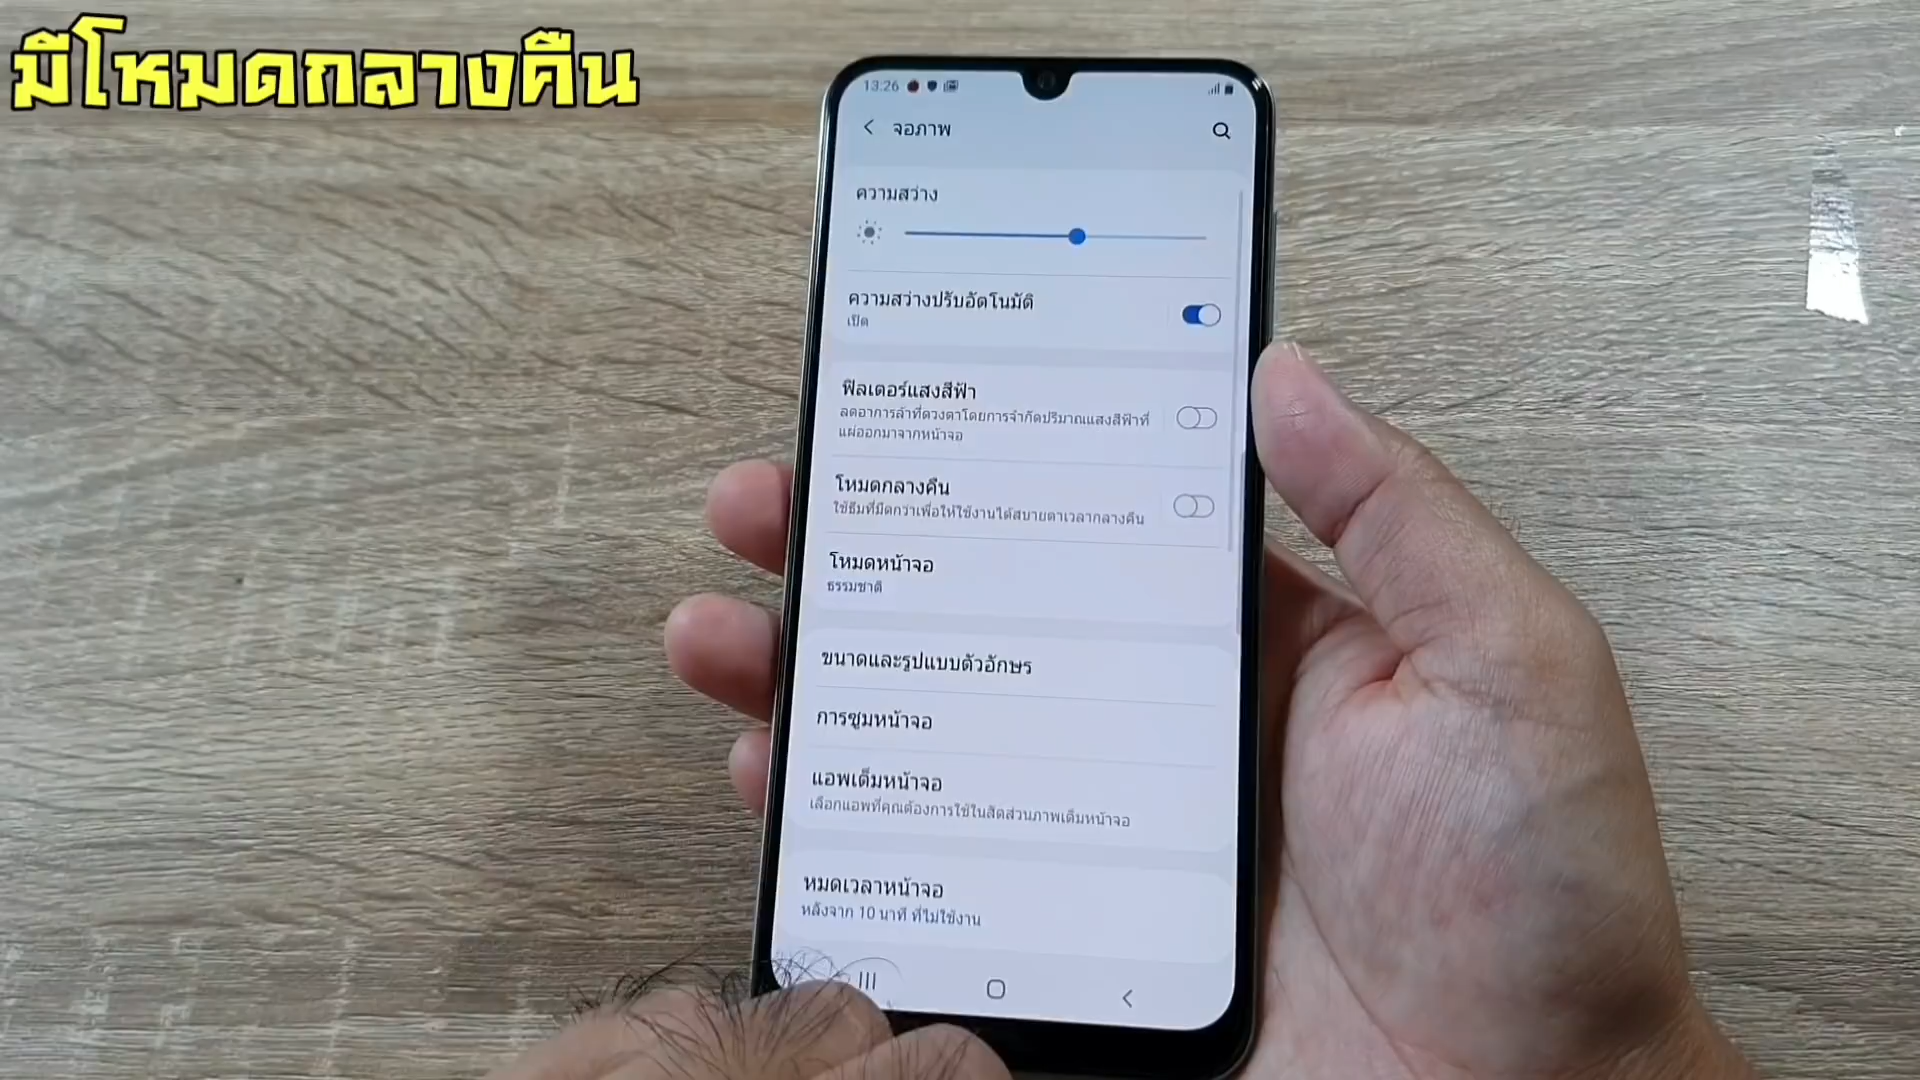 มีโหมดกลางคืน
13:26
จอภาพ
ความสว่าง
ความสว่างปรับอัตโนมัติ
เปิด
ฟิลเตอร์แสงสีฟ้า
ลดอาการล้าที่ดวงตาโดยการจำกัดปริมาณแสงสีฟ้าที่
แผ่ออกมาจากหน้าจอ
โหมดกลางคืน
ใช้ธีมที่มืดกว่าเพื่อให้ใช้งานได้สบายตาเวลากลางคืน
โหมดหน้าจอ
ธรรมชาติ
ขนาดและรูปแบบตัวอักษร
การซูมหน้าจอ
แอพเต็มหน้าจอ
เลือกแอพที่คุณต้องการใช้ในสัดส่วนภาพเต็มหน้าจอ
หมดเวลาหน้าจอ
หลังจาก 10 นาที ที่ไม่ใช้งาน